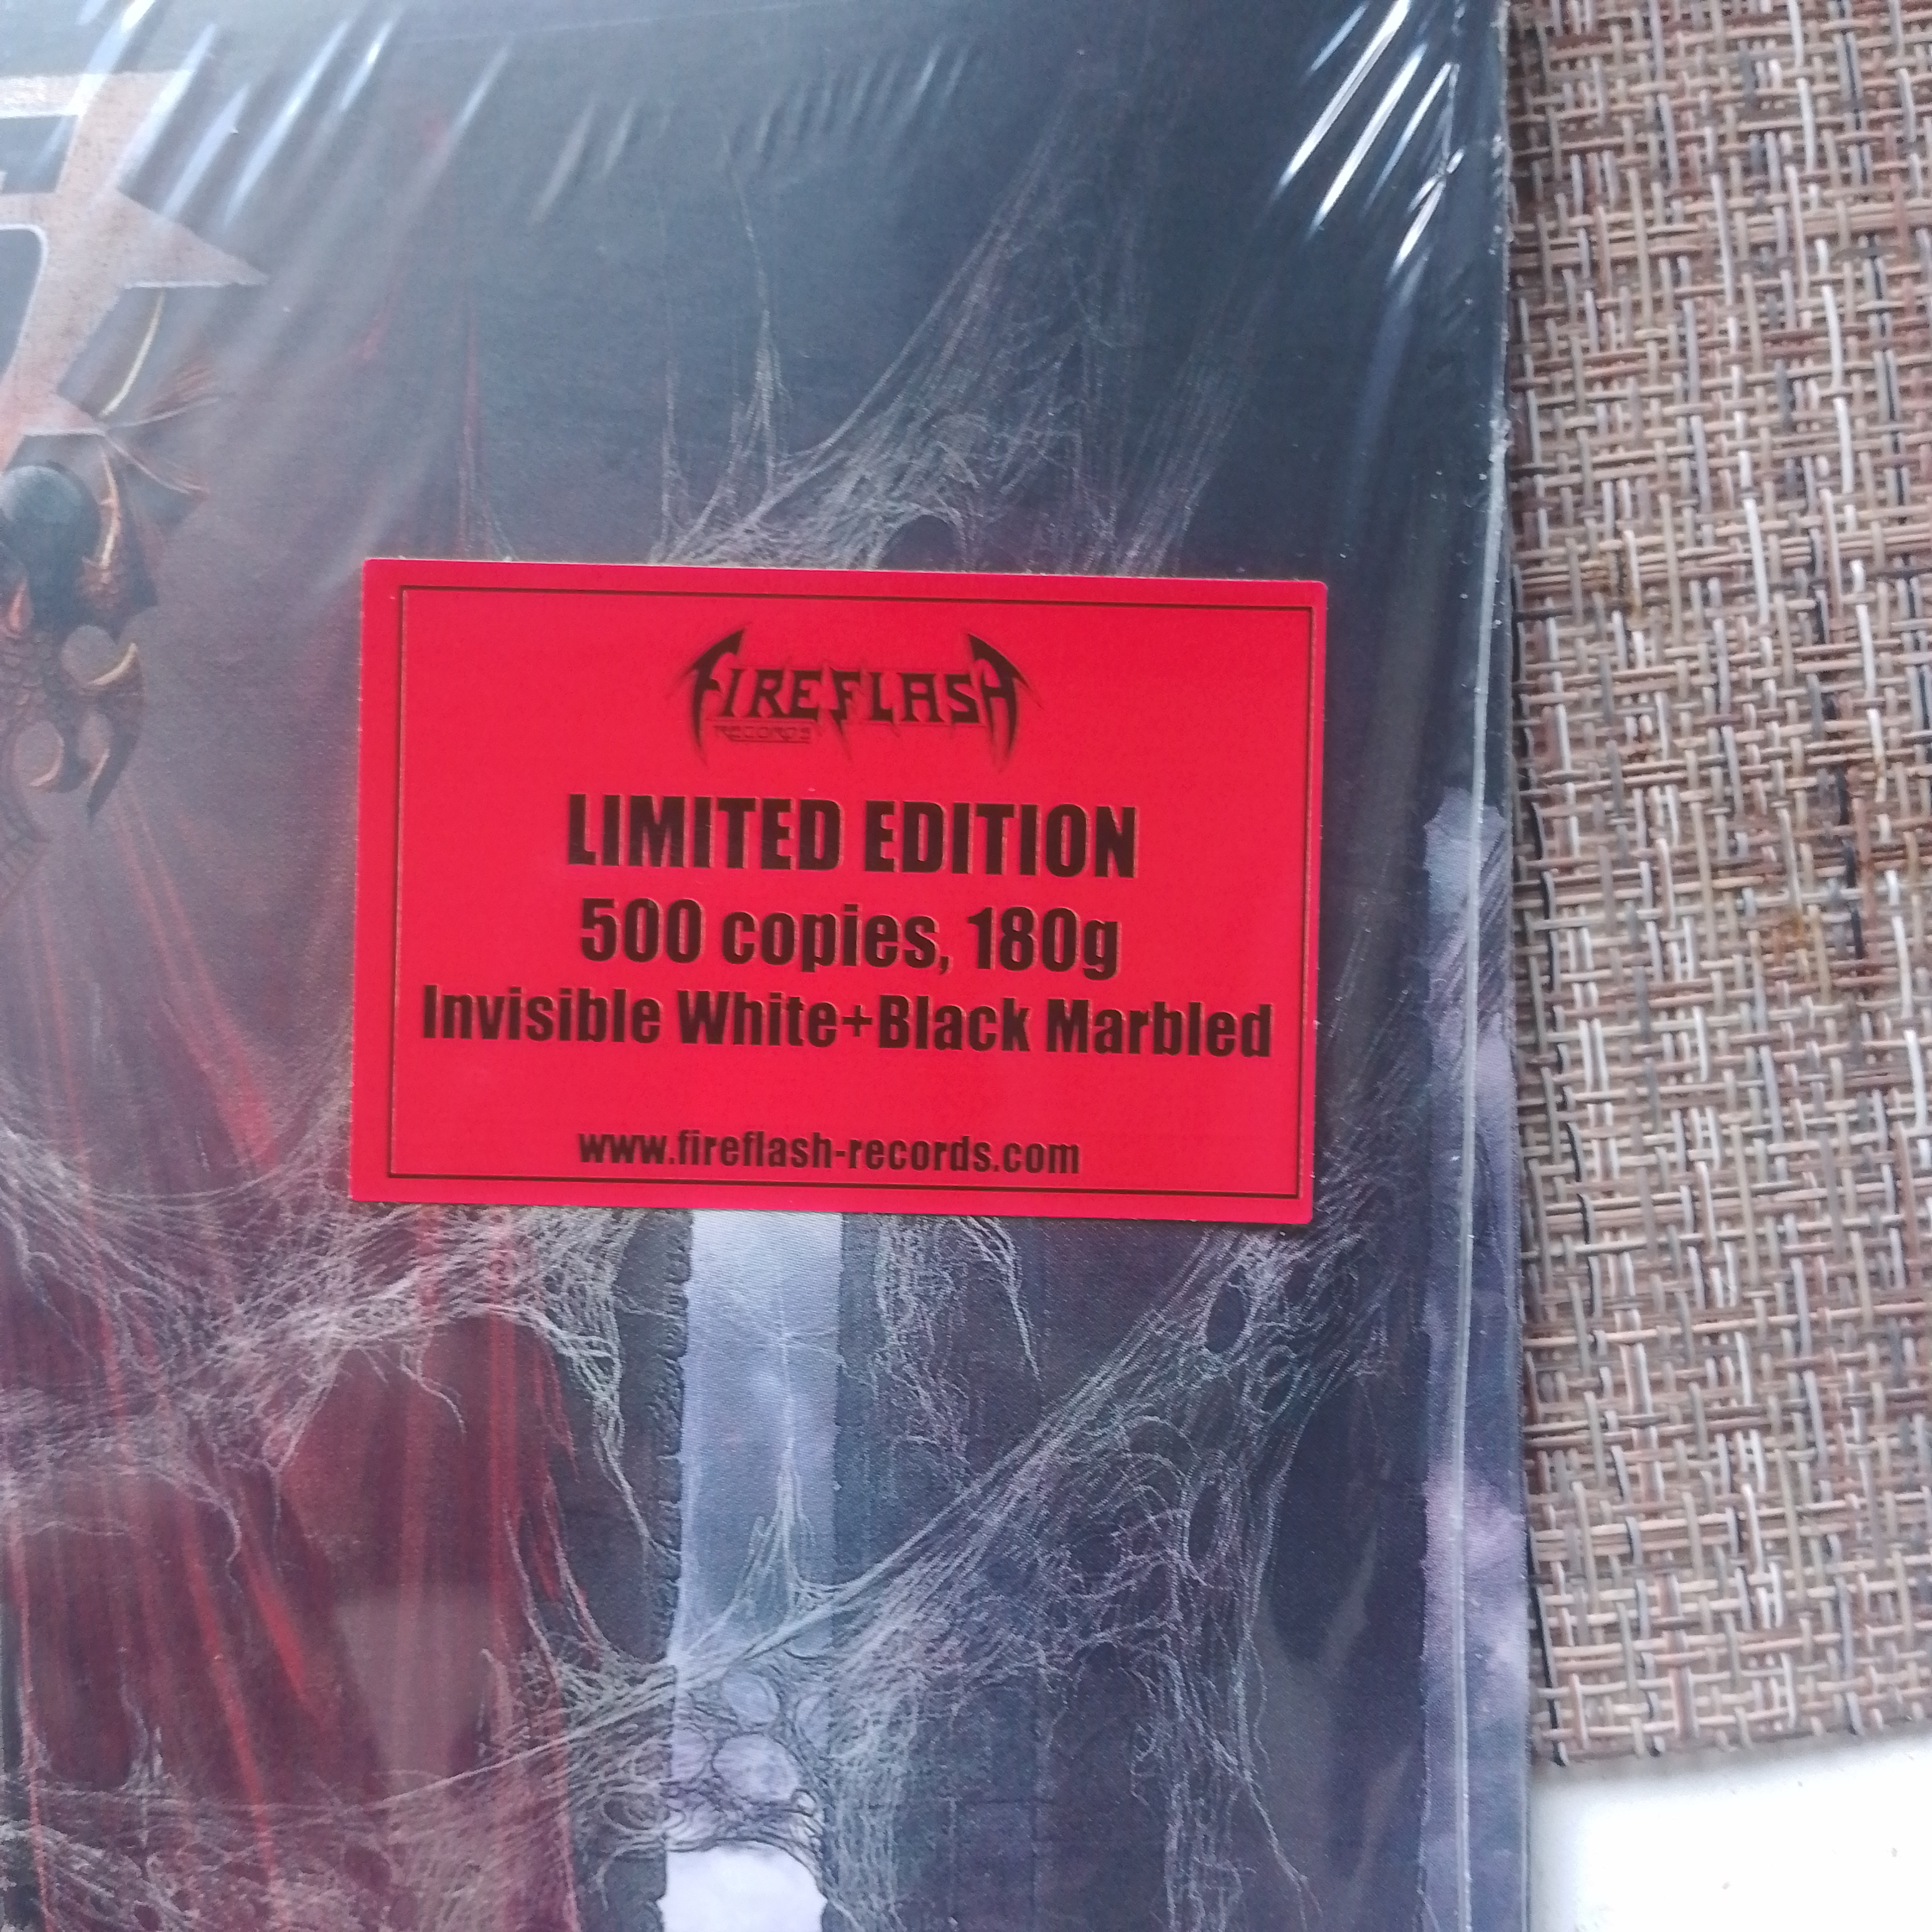 FIREFLASH
RECORDS
LIMITED EDITION
500 copies, 180g
Invisible White+Black Marbled
www.fireflash-records.com